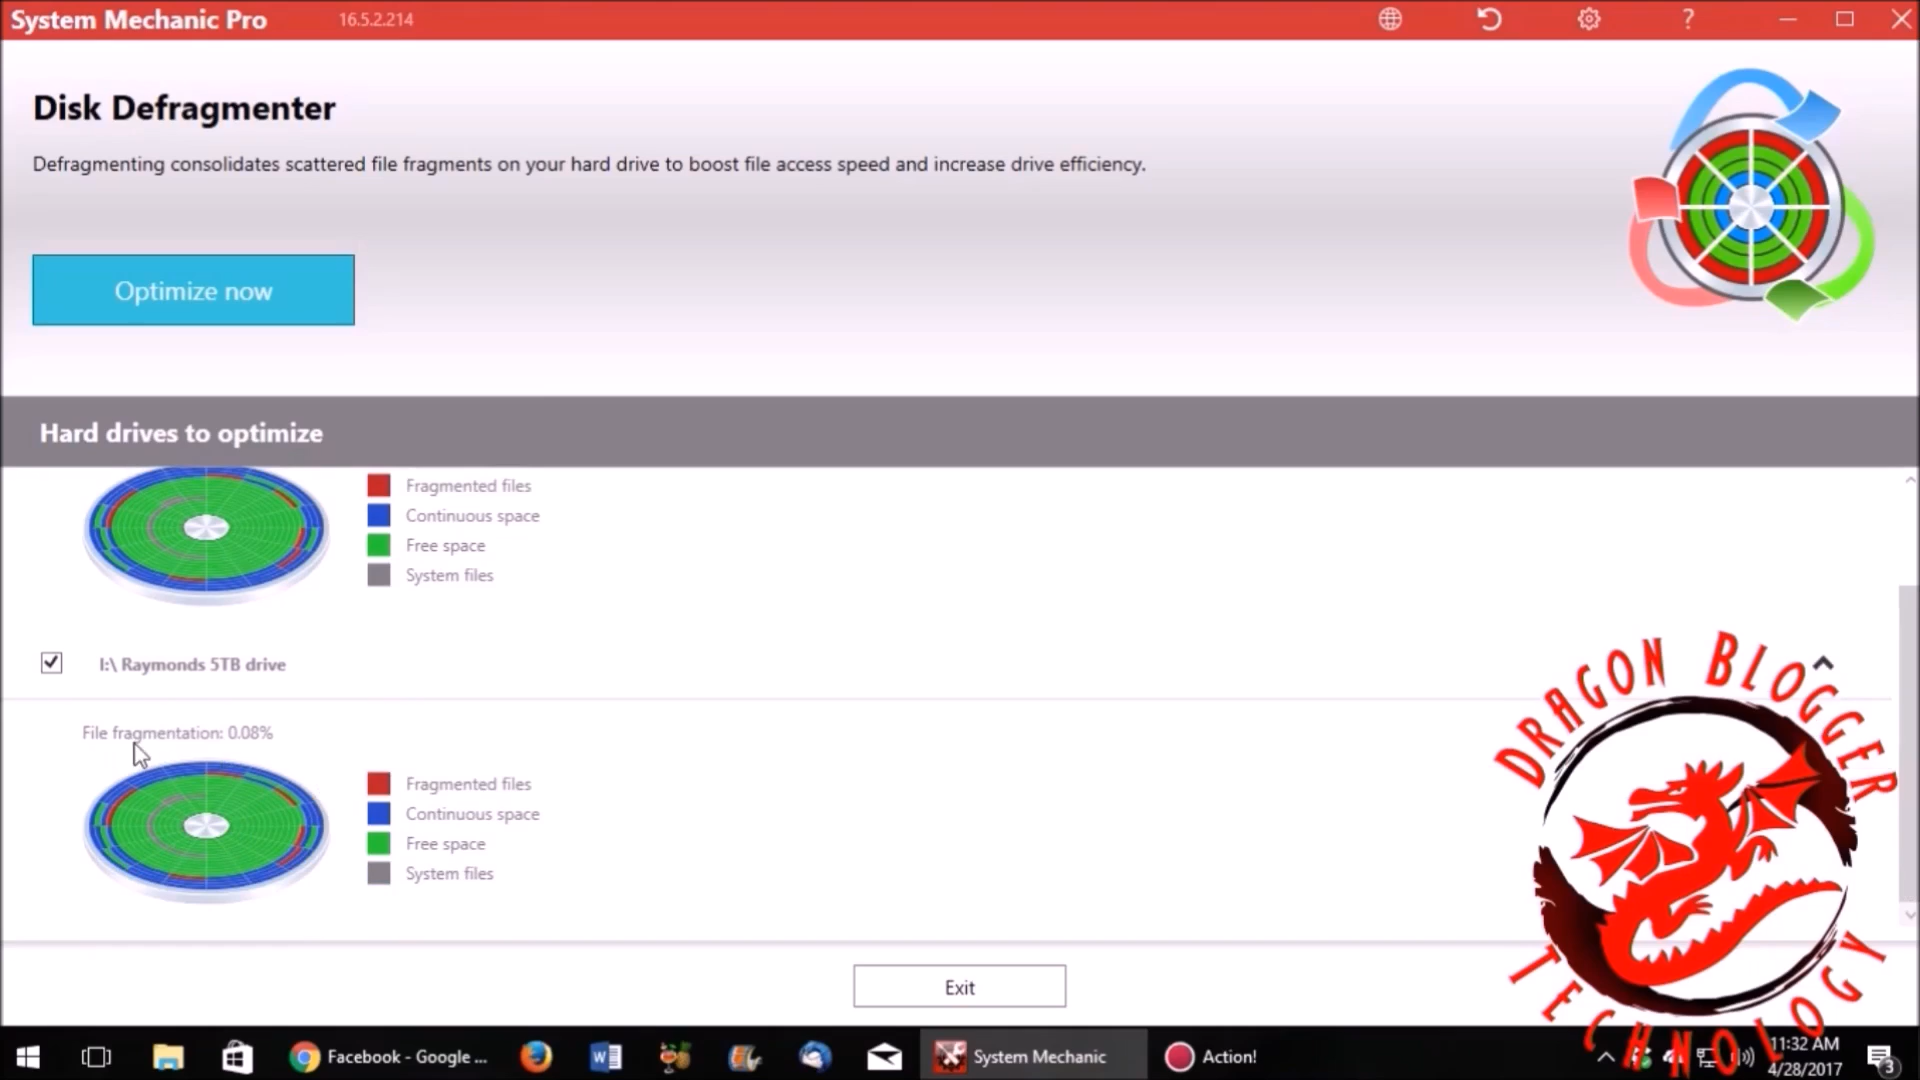 System Mechanic Pro 16.5.2.214 ?
Disk Defragmenter
Defragmenting consolidates scattered file fragments on your hard drive to boost file access speed and increase drive efficiency.
Optimize now
Hard drives to optimize
Fragmented files
Continuous space
Free space
System files
I:\ Raymonds 5TB drive
File fragmentation: 0.08%
Fragmented files
Continuous space
Free space
System files
DRAGON BLOGGER
TECHNOLOGY
Exit
Facebook - Google ...
System Mechanic
Action!
11:32 AM
4/28/2017
3